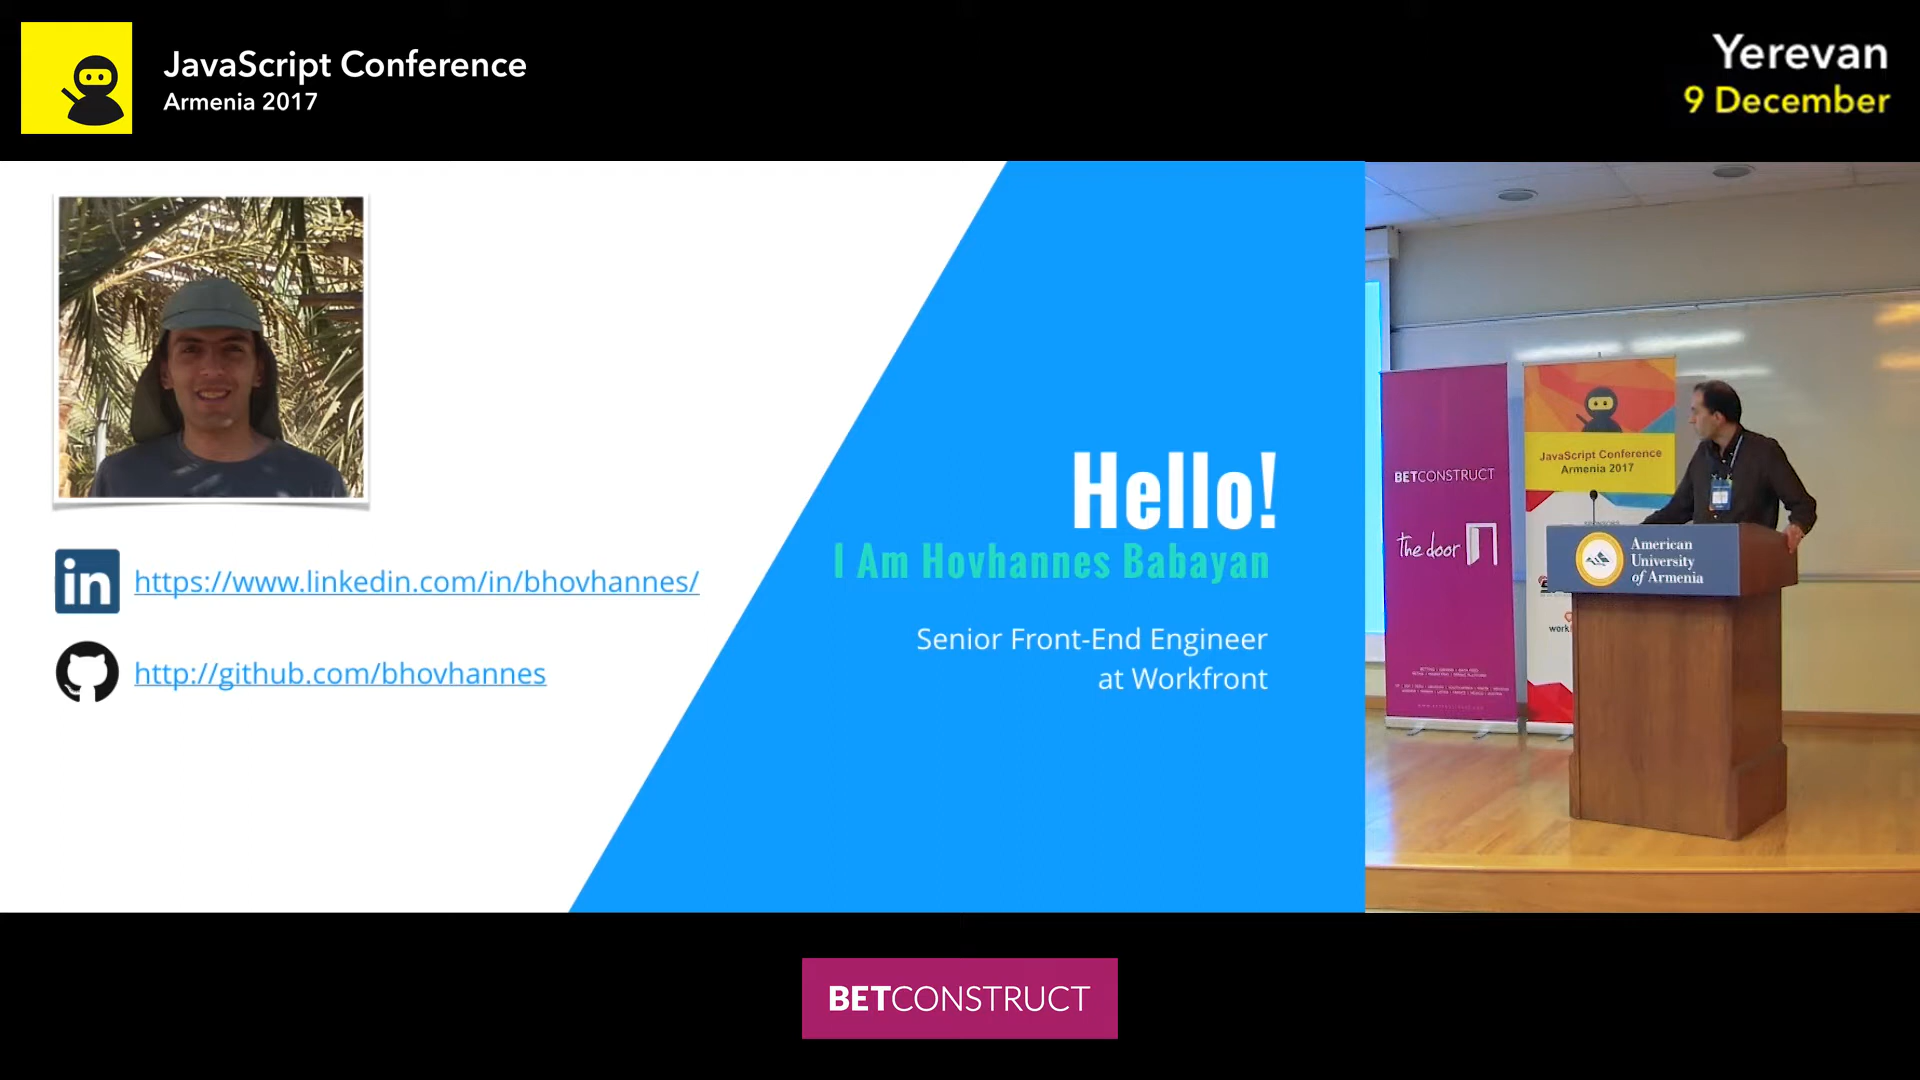 JavaScript Conference
Armenia 2017
Yerevan
9 December
in
https://www.linkedin.com/in/bhovhannes/
http://github.com/bhovhannes
Hello!
I Am Hovhannes Babayan
Senior Front-End Engineer
at Workfront
BETCONSTRUCT
the door
JavaScript Conference
Armenia 2017
American
University
of Armenia
BETCONSTRUCT